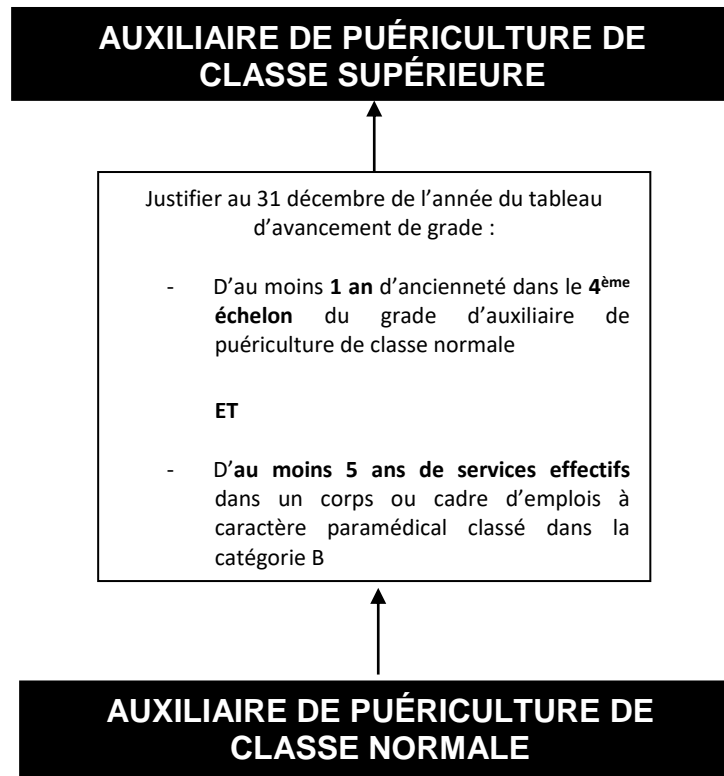 AUXILIAIRE DE PUÉRICULTURE DE
CLASSE SUPÉRIEURE
Justifier au 31 décembre de l’année du tableau
d’avancement de grade :
- D’au moins 1 an d’ancienneté dans le 4ème
échelon du grade d’auxiliaire de
puériculture de classe normale
ET
- D’au moins 5 ans de services effectifs
dans un corps ou cadre d’emplois à
caractère paramédical classé dans la
catégorie B
AUXILIAIRE DE PUÉRICULTURE DE
CLASSE NORMALE